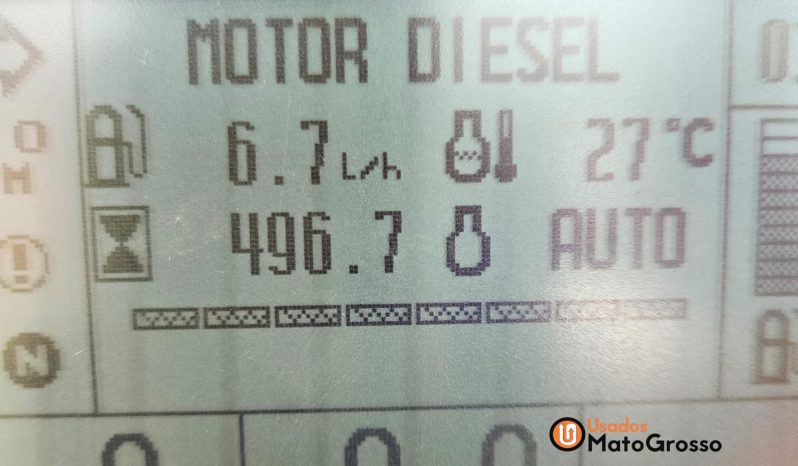 MOTOR DIESEL
6.7 L/h 27°C
496.7 AUTO
N
Usados
MatoGrosso